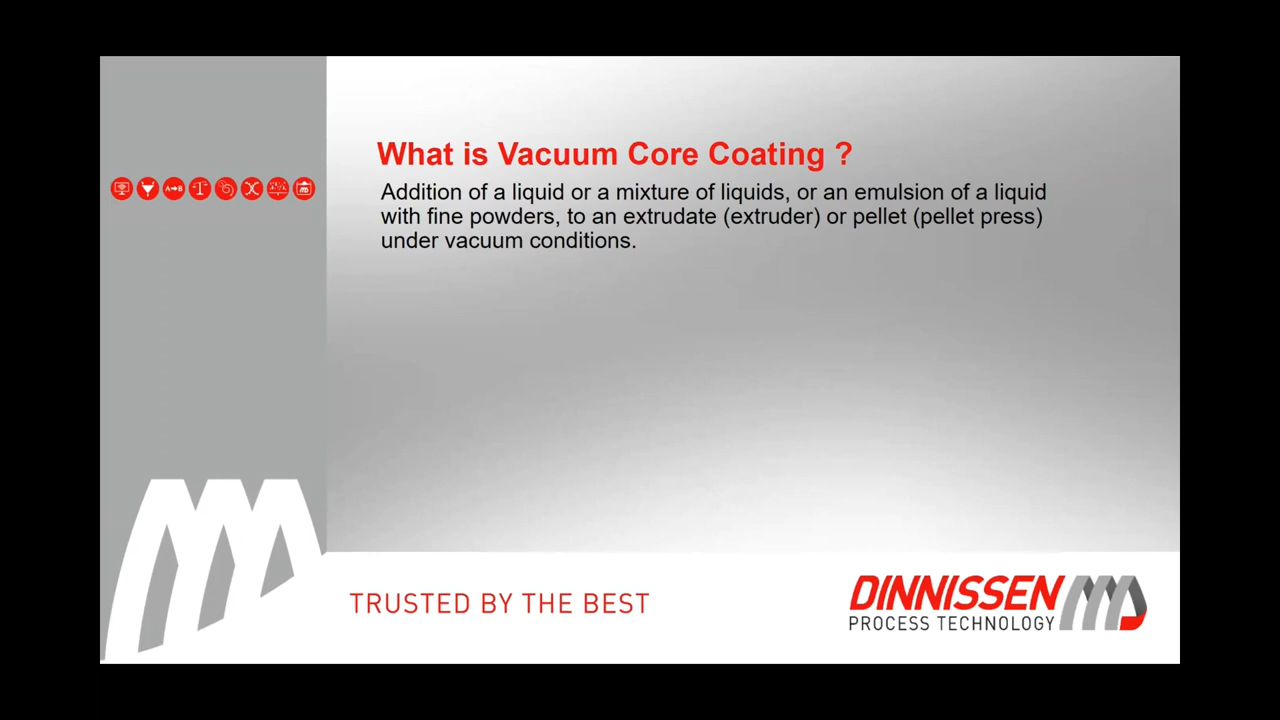 What is Vacuum Core Coating ?
Addition of a liquid or a mixture of liquids, or an emulsion of a liquid
with fine powders, to an extrudate (extruder) or pellet (pellet press)
under vacuum conditions.
A B
TRUSTED BY THE BEST
DINNISSEN
PROCESS TECHNOLOGY